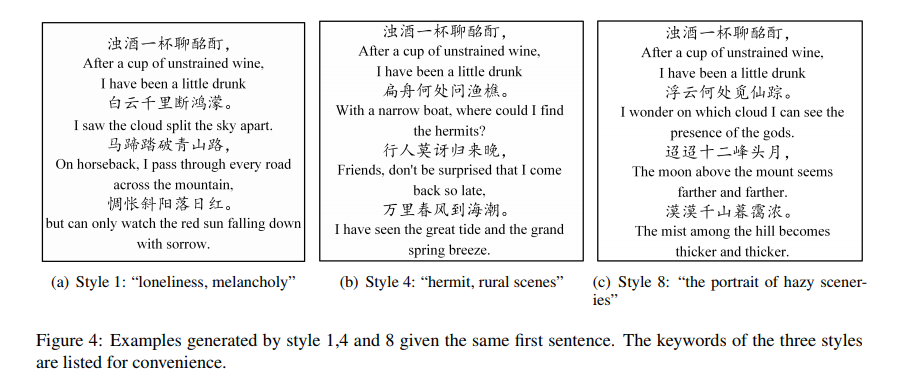 浊酒一杯聊酩酊，
After a cup of unstrained wine,
I have been a little drunk
白云千里断鸿濛。
I saw the cloud split the sky apart.
马蹄踏破青山路，
On horseback, I pass through every road
across the mountain,
惆怅斜阳落日红。
but can only watch the red sun falling down
with sorrow.
(a) Style 1: “loneliness, melancholy”
浊酒一杯聊酩酊，
After a cup of unstrained wine,
I have been a little drunk
扁舟何处问渔樵。
With a narrow boat, where could I find
the hermits?
行人莫讶归来晚，
Friends, don't be surprised that I come
back so late,
万里春风到海潮。
I have seen the great tide and the grand
spring breeze.
(b) Style 4: “hermit, rural scenes”
浊酒一杯聊酩酊，
After a cup of unstrained wine,
I have been a little drunk
浮云何处觅仙踪。
I wonder on which cloud I can see the
presence of the gods.
迢迢十二峰头月，
The moon above the mount seems
farther and farther.
漠漠千山暮霭浓。
The mist among the hill becomes
thicker and thicker.
(c) Style 8: “the portrait of hazy scener-
ies”
Figure 4: Examples generated by style 1,4 and 8 given the same first sentence. The keywords of the three styles
are listed for convenience.